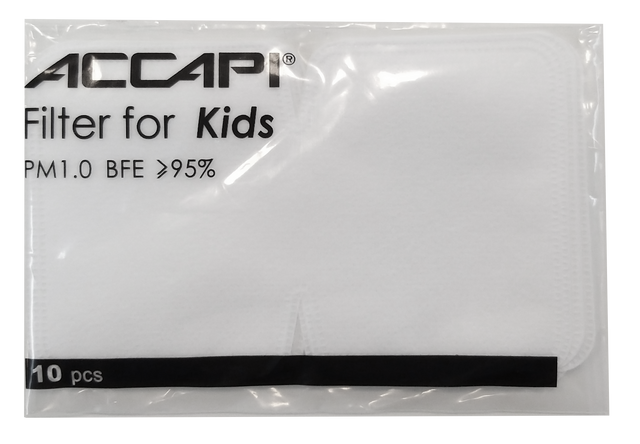 ACCAPI®
Filter for Kids
PM1.0 BFE ⩾95%
10 pcs